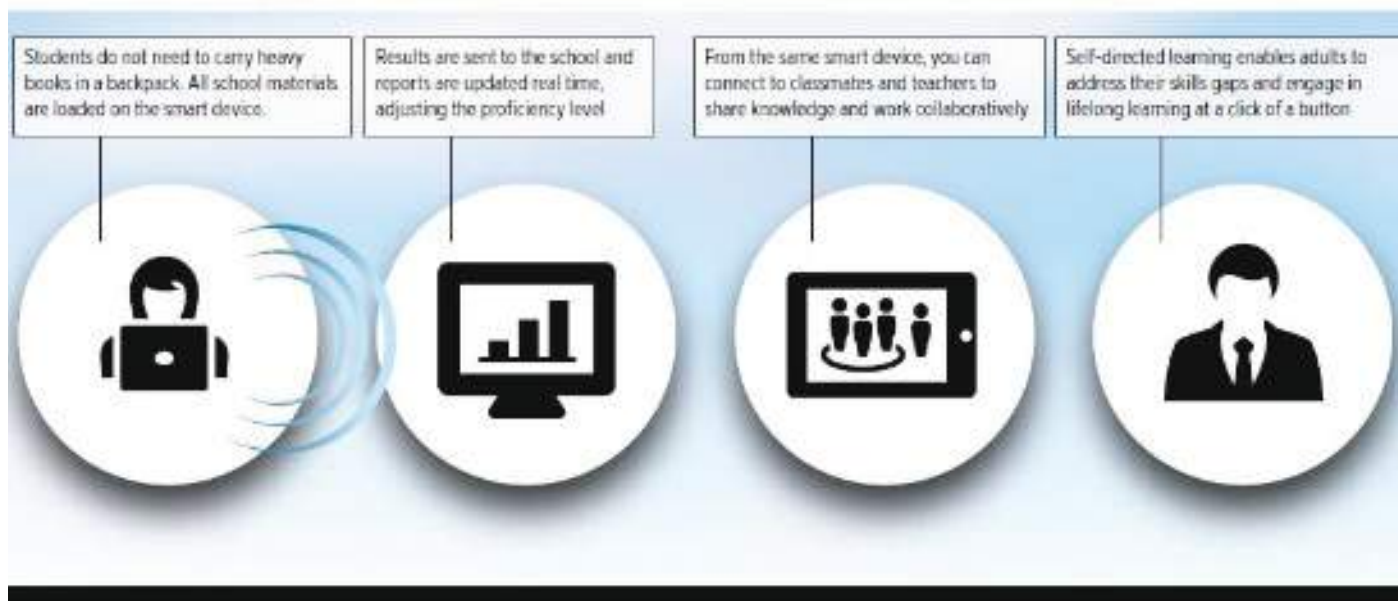 Students do not need to carry heavy
books in a backpack. All school materials
are loaded on the smart device.
Results are sent to the school and
reports are updated real time,
adjusting the proficiency level
From the same smart device, you can
connect to classmates and teachers to
share knowledge and work collaboratively
Self-directed learning enables adults to
address their skills gaps and engage in
lifelong learning at a click of a button